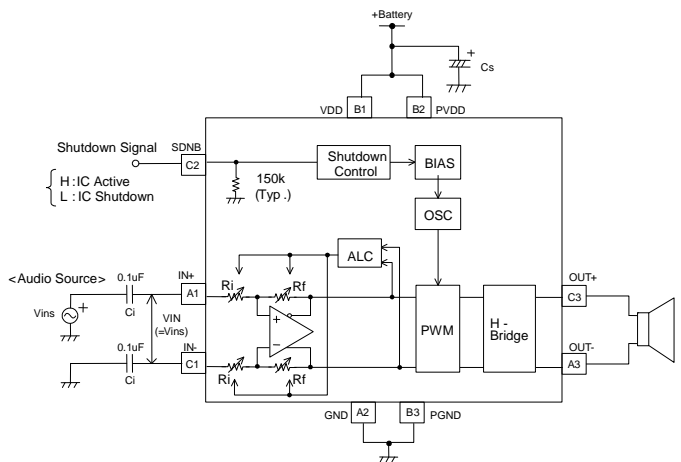 +Battery
+
Cs
VDD
B1
B2
PVDD
Shutdown Signal
SDNB
C2
H : IC Active
L : IC Shutdown
150k
(Typ .)
Shutdown
Control
BIAS
OSC
ALC
<Audio Source>
0.1uF
IN+
Ri
Rf
OUT+
Vins
+
Ci
A1
VIN
(=Vins)
+
−
PWM
H -
Bridge
C3
0.1uF
IN-
Ci
C1
Ri
Rf
OUT-
A3
GND
A2
B3
PGND